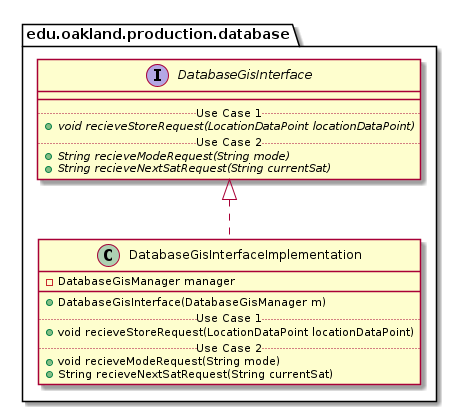 edu.oakland.production.database
I DatabaseGisInterface
Use Case 1
void recieveStoreRequest(LocationDataPoint locationDataPoint)
Use Case 2
String recieveModeRequest(String mode)
String recieveNextSatRequest(String currentSat)
C DatabaseGisInterfaceImplementation
DatabaseGisManager manager
DatabaseGisInterface(DatabaseGisManager m)
Use Case 1
void recieveStoreRequest(LocationDataPoint locationDataPoint)
Use Case 2
void recieveModeRequest(String mode)
String recieveNextSatRequest(String currentSat)